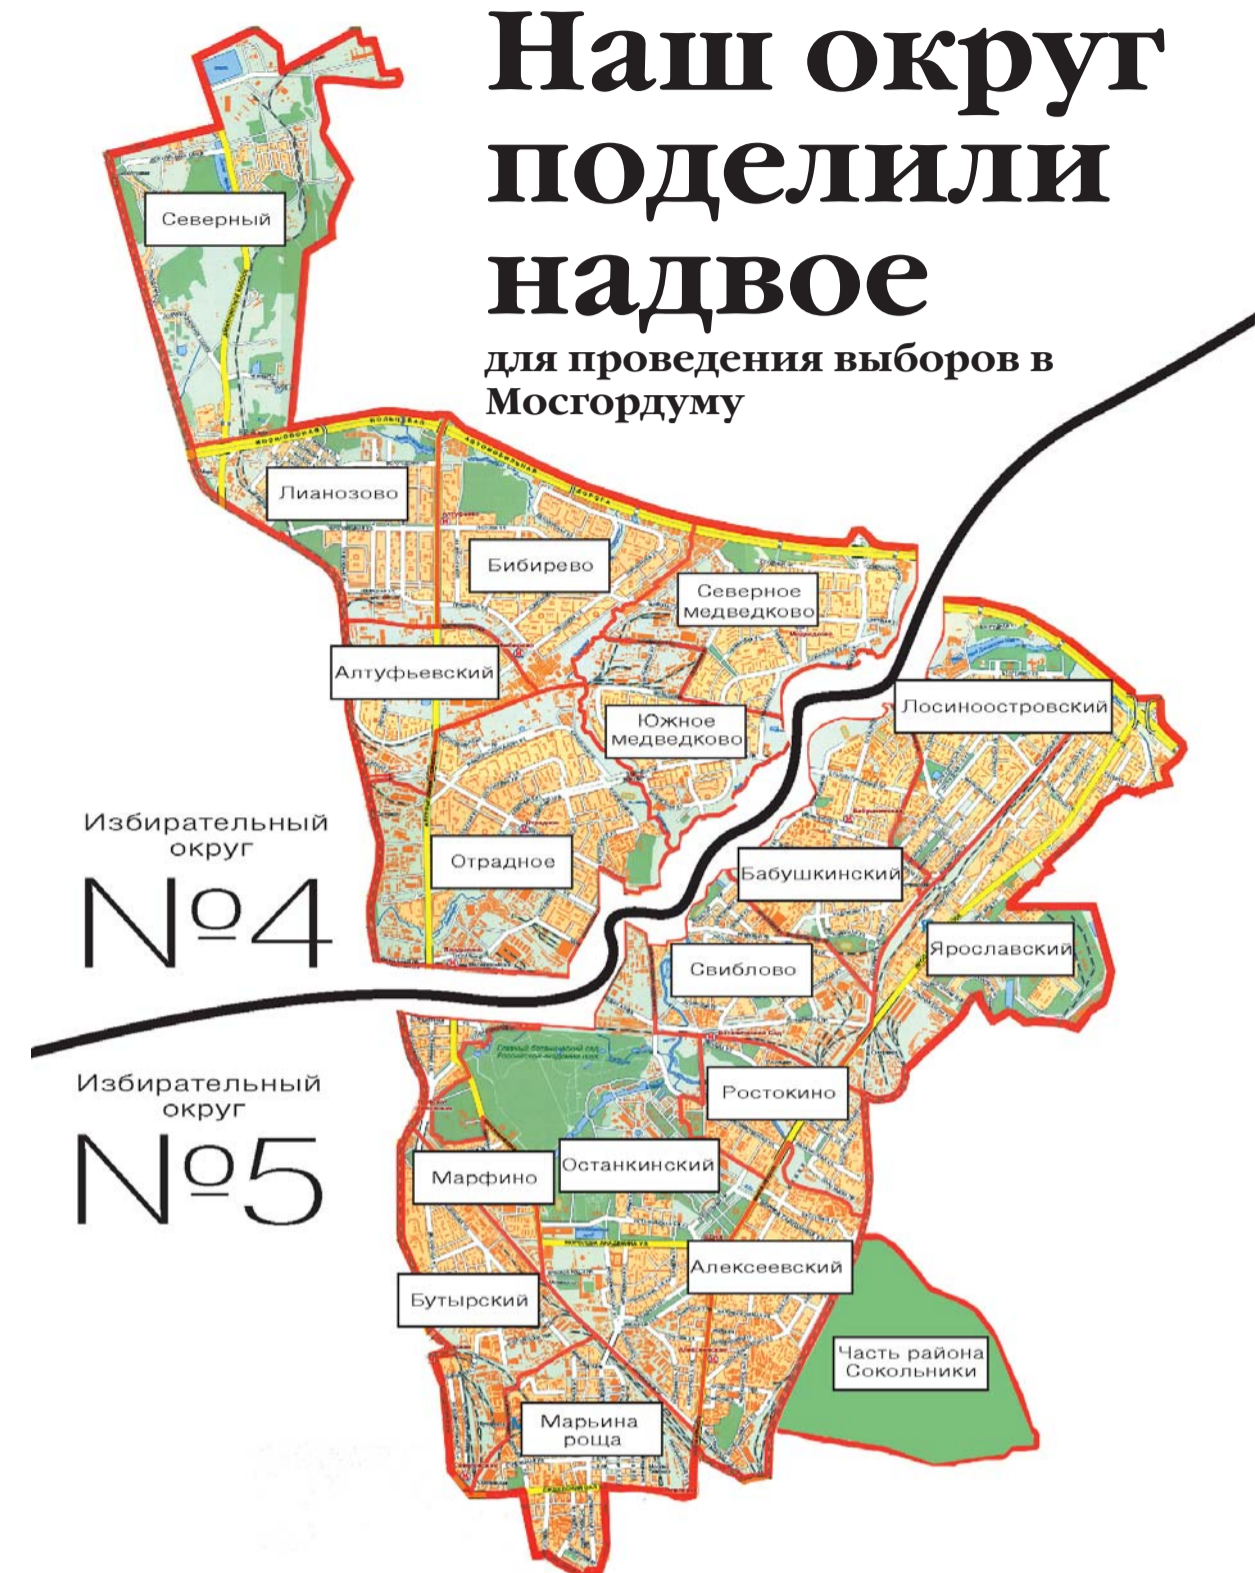 Наш округ
поделили
надвое
для проведения выборов в
Мосгордуму
Северный
Лианозово
Бибирево
Северное
медведково
Алтуфьевский
Южное
медведково
Лосиноостровский
Избирательный
округ
№4
Отрадное
Бабушкинский
Ярославский
Свиблово
Избирательный
округ
№5
Ростокино
Марфино
Останкинский
Алексеевский
Бутырский
Часть района
Сокольники
Марьина
роща